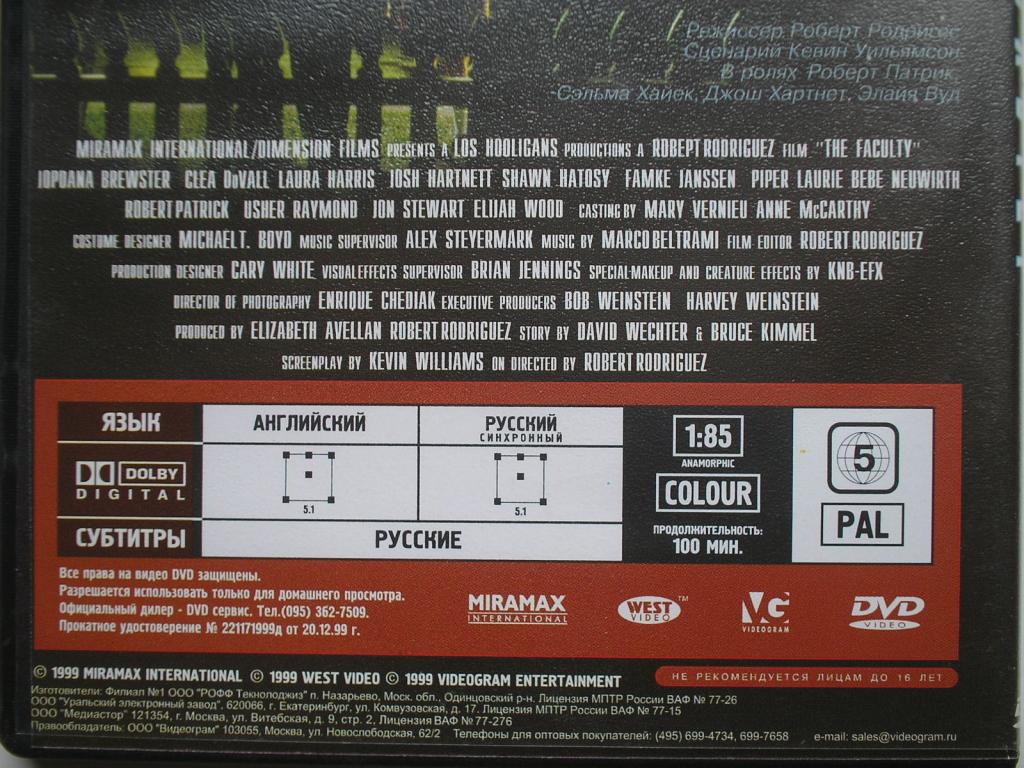 Режиссер Роберт Родригес
Сценарий Кевин Уильямсон
В ролях Роберт Патрик,
Сэльма Хайек, Джош Хартнет, Элайя Вуд
MIRAMAX INTERNATIONAL/DIMENSION FILMS PRESENTS A LOS HOOLIGANS PRODUCTIONS A ROBEPT RODRIGUEZ FILM "THE FACULTY"
JOPDANA BREWSTER CLEA DUVALL LAURA HARRIS JOSH HARTNETT SHAWN HATOSY FAMKE JANSSEN PIPER LAURIE BEBE NEUWIRTH
ROBERT PATRICK USHER RAYMOND JON STEWART ELIJAH WOOD CASTING BY MARY VERNIEU ANNE McCARTHY
COSTUME DESIGNER MICHAEL T. BOYD MUSIC SUPERVISOR ALEX STEYERMARK MUSIC BY MARCO BELTRAMI FILM EDITOR ROBERT RODRIGUEZ
PRODUCTION DESIGNER CARY WHITE VISUAL EFFECTS SUPERVISOR BRIAN JENNINGS SPECIAL-MAKEUP AND CREATURE EFFECTS BY KNB-EFX
DIRECTOR OF PHOTOGRAPHY ENRIQUE CHEDIAK EXECUTIVE PRODUCERS BOB WEINSTEIN HARVEY WEINSTEIN
PRODUCED BY ELIZABETH AVELLAN ROBERT RODRIGUEZ STORY BY DAVID WECHTER & BRUCE KIMMEL
SCREENPLAY BY KEVIN WILLIAMS ON DIRECTED BY ROBERT RODRIGUEZ
ЯЗЫК АНГЛИЙСКИЙ РУССКИЙ
СИНХРОННЫЙ
DOLBY
DIGITAL
5.1 5.1
СУБТИТРЫ РУССКИЕ
1:85
ANAMORPHIC
COLOUR
ПРОДОЛЖИТЕЛЬНОСТЬ:
100 МИН.
5
PAL
Все права на видео DVD защищены.
Разрешается использовать только для домашнего просмотра.
Официальный дилер - DVD сервис. Тел.(095) 362-7509.
Прокатное удостоверение № 221171999д от 20.12.99 г.
MIRAMAX
INTERNATIONAL
WEST
VIDEO
TM
VG
VIDEOGRAM
DVD
VIDEO
© 1999 MIRAMAX INTERNATIONAL © 1999 WEST VIDEO © 1999 VIDEOGRAM ENTERTAINMENT
НЕ РЕКОМЕНДУЕТСЯ ЛИЦАМ ДО 16 ЛЕТ
Изготовители: Филиал №1 ООО "РОФФ Текнолоджиз" п. Назарьево, Моск. обл., Одинцовский р-н. Лицензия МПТР России ВАФ № 77-26
ООО "Уральский электронный завод". 620066, г. Екатеринбург, ул. Комвузовская, д. 17. Лицензия МПТР России ВАФ № 77-15
ООО "Медиастор" 121354, г. Москва, ул. Витебская, д. 9, стр. 2, Лицензия ВАФ № 77-276
Правообладатель: ООО "Видеограм" 103055, Москва, ул. Новослободская, 62/2 Телефоны для оптовых покупателей: (495) 699-4734, 699-7658 e-mail: sales@videogram.ru